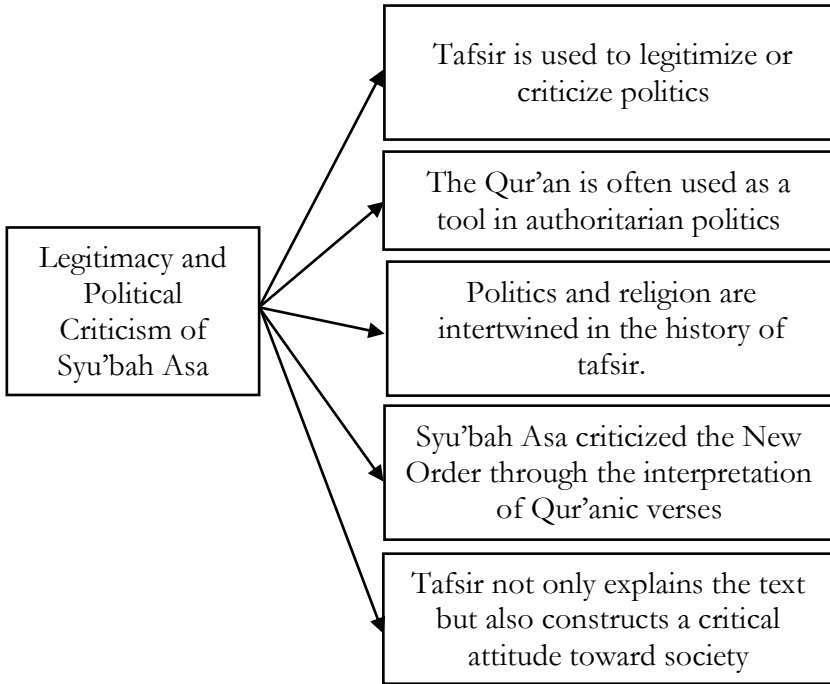 Legitimacy and
Political
Criticism of
Syu’bah Asa
Tafsir is used to legitimize or
criticize politics
The Qur’an is often used as a
tool in authoritarian politics
Politics and religion are
intertwined in the history of
tafsir.
Syu’bah Asa criticized the New
Order through the interpretation
of Qur’anic verses
Tafsir not only explains the text
but also constructs a critical
attitude toward society